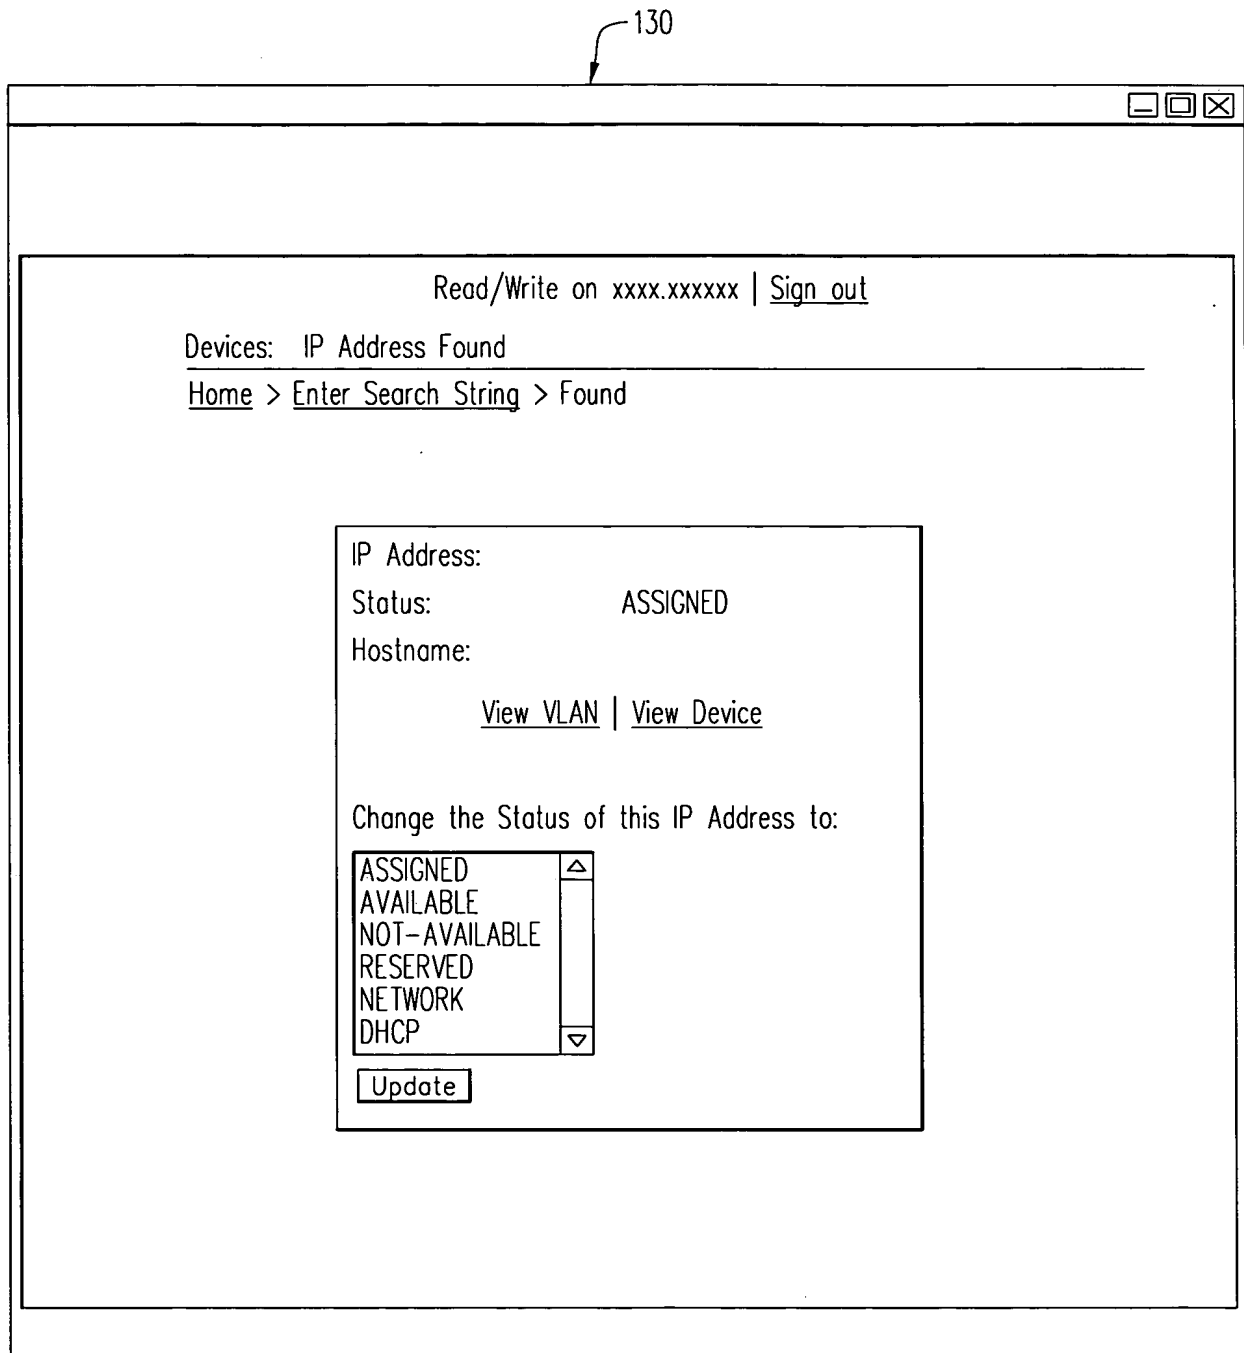 130
Read/Write on xxxx.xxxxxx | Sign out
Devices: IP Address Found
Home > Enter Search String > Found
IP Address:
Status: ASSIGNED
Hostname:
View VLAN | View Device
Change the Status of this IP Address to:
ASSIGNED
AVAILABLE
NOT-AVAILABLE
RESERVED
NETWORK
DHCP
Update